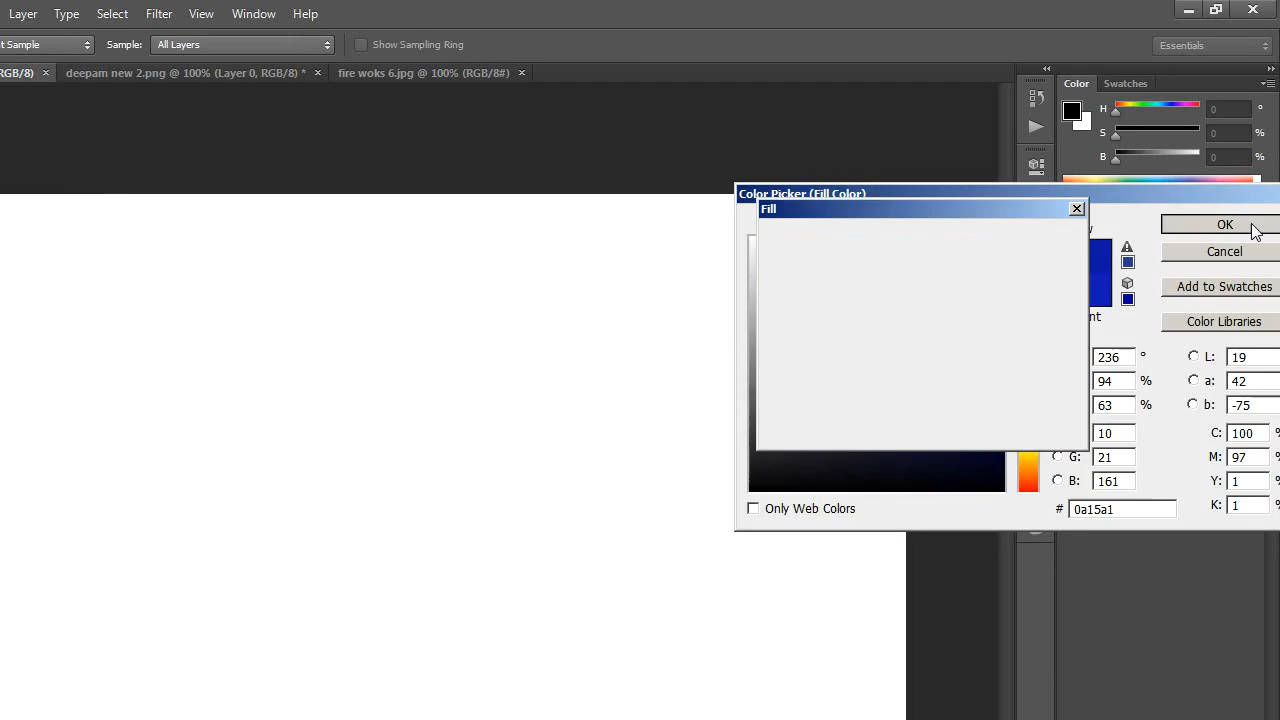 Layer Type Select Filter View Window Help
t Sample Sample: All Layers Show Sampling Ring Essentials
RGB/8) deepam new 2.png @ 100% (Layer 0, RGB/8) * fire woks 6.jpg @ 100% (RGB/8#)
Color Swatches
H 0 °
S 0 %
B 0 %
Color Picker (Fill Color)
Fill
OK
Cancel
Add to Swatches
nt
Color Libraries
236 ° L: 19
94 % a: 42
63 % b: -75
10 C: 100 %
G: 21 M: 97 %
B: 161 Y: 1 %
Only Web Colors # 0a15a1 K: 1 %